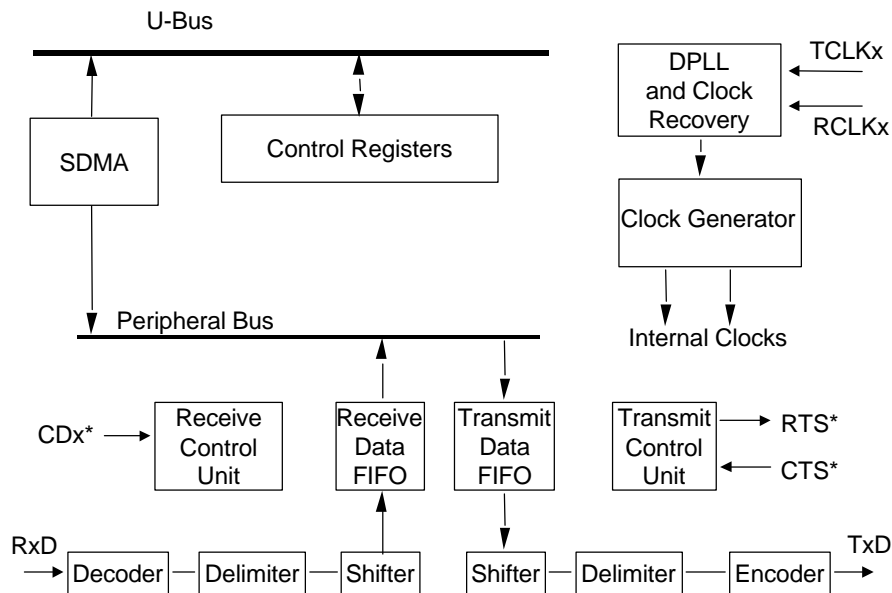 U-Bus
DPLL
and Clock
Recovery
TCLKx
RCLKx
SDMA
Control Registers
Clock Generator
Internal Clocks
Peripheral Bus
CDx*
Receive
Control
Unit
Receive
Data
FIFO
Transmit
Data
FIFO
Transmit
Control
Unit
RTS*
CTS*
RxD
Decoder
Delimiter
Shifter
Shifter
Delimiter
Encoder
TxD